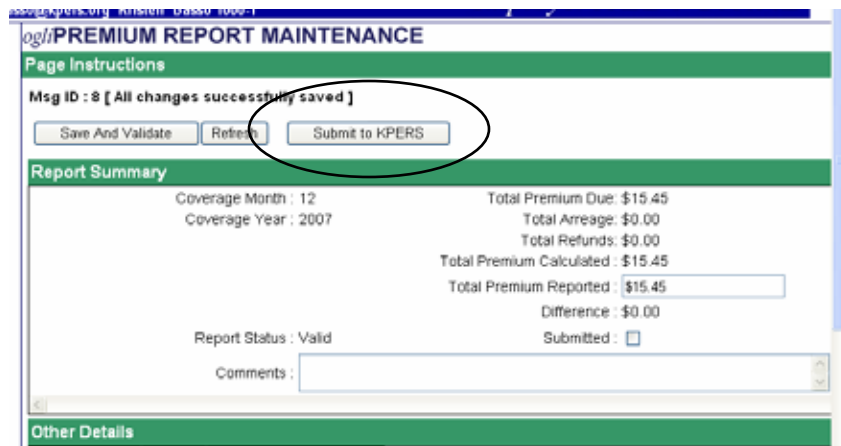 ogliPREMIUM REPORT MAINTENANCE
Page Instructions
Msg ID : 8 [ All changes successfully saved ]
Save And Validate Refresh Submit to KPERS
Report Summary
Coverage Month : 12 Total Premium Due: $15.45
Coverage Year : 2007 Total Arreage: $0.00
Total Refunds: $0.00
Total Premium Calculated : $15.45
Total Premium Reported : $15.45
Difference : $0.00
Report Status : Valid Submitted :
Comments :
Other Details